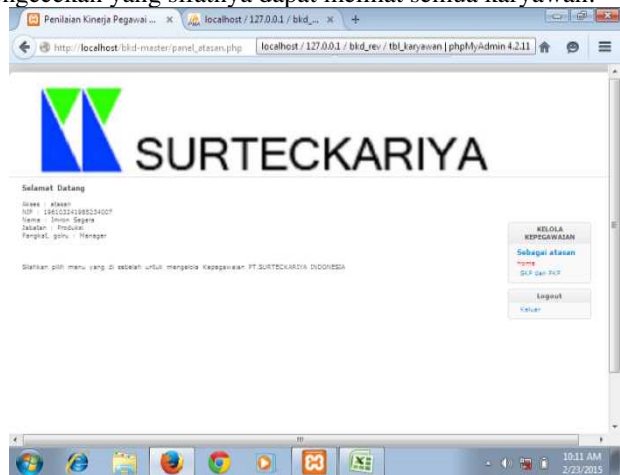 ngecekan yang sifatnya dapat melihat semua karyawan.
Penilaian Kinerja Pegawai ...
localhost / 127.0.0.1 / bkd_...
http://localhost/bkd-master/panel_atasan.php
localhost / 127.0.0.1 / bkd_rev / tbl_karyawan | phpMyAdmin 4.2.11
SURTECKARIYA
Selamat Datang
Akses : atasan
NIP : 196103241985234007
Nama : Imron Segara
Jabatan : Produksi
Pangkat, golru : Manager
Silahkan pilih menu yang di sebelah untuk mengelola Kepegawaian PT.SURTECKARIYA INDONESIA
KELOLA
KEPEGAWAIAN
Sebagai atasan
Home
SKP dan PKP
Logout
Keluar
10:11 AM
2/23/2015